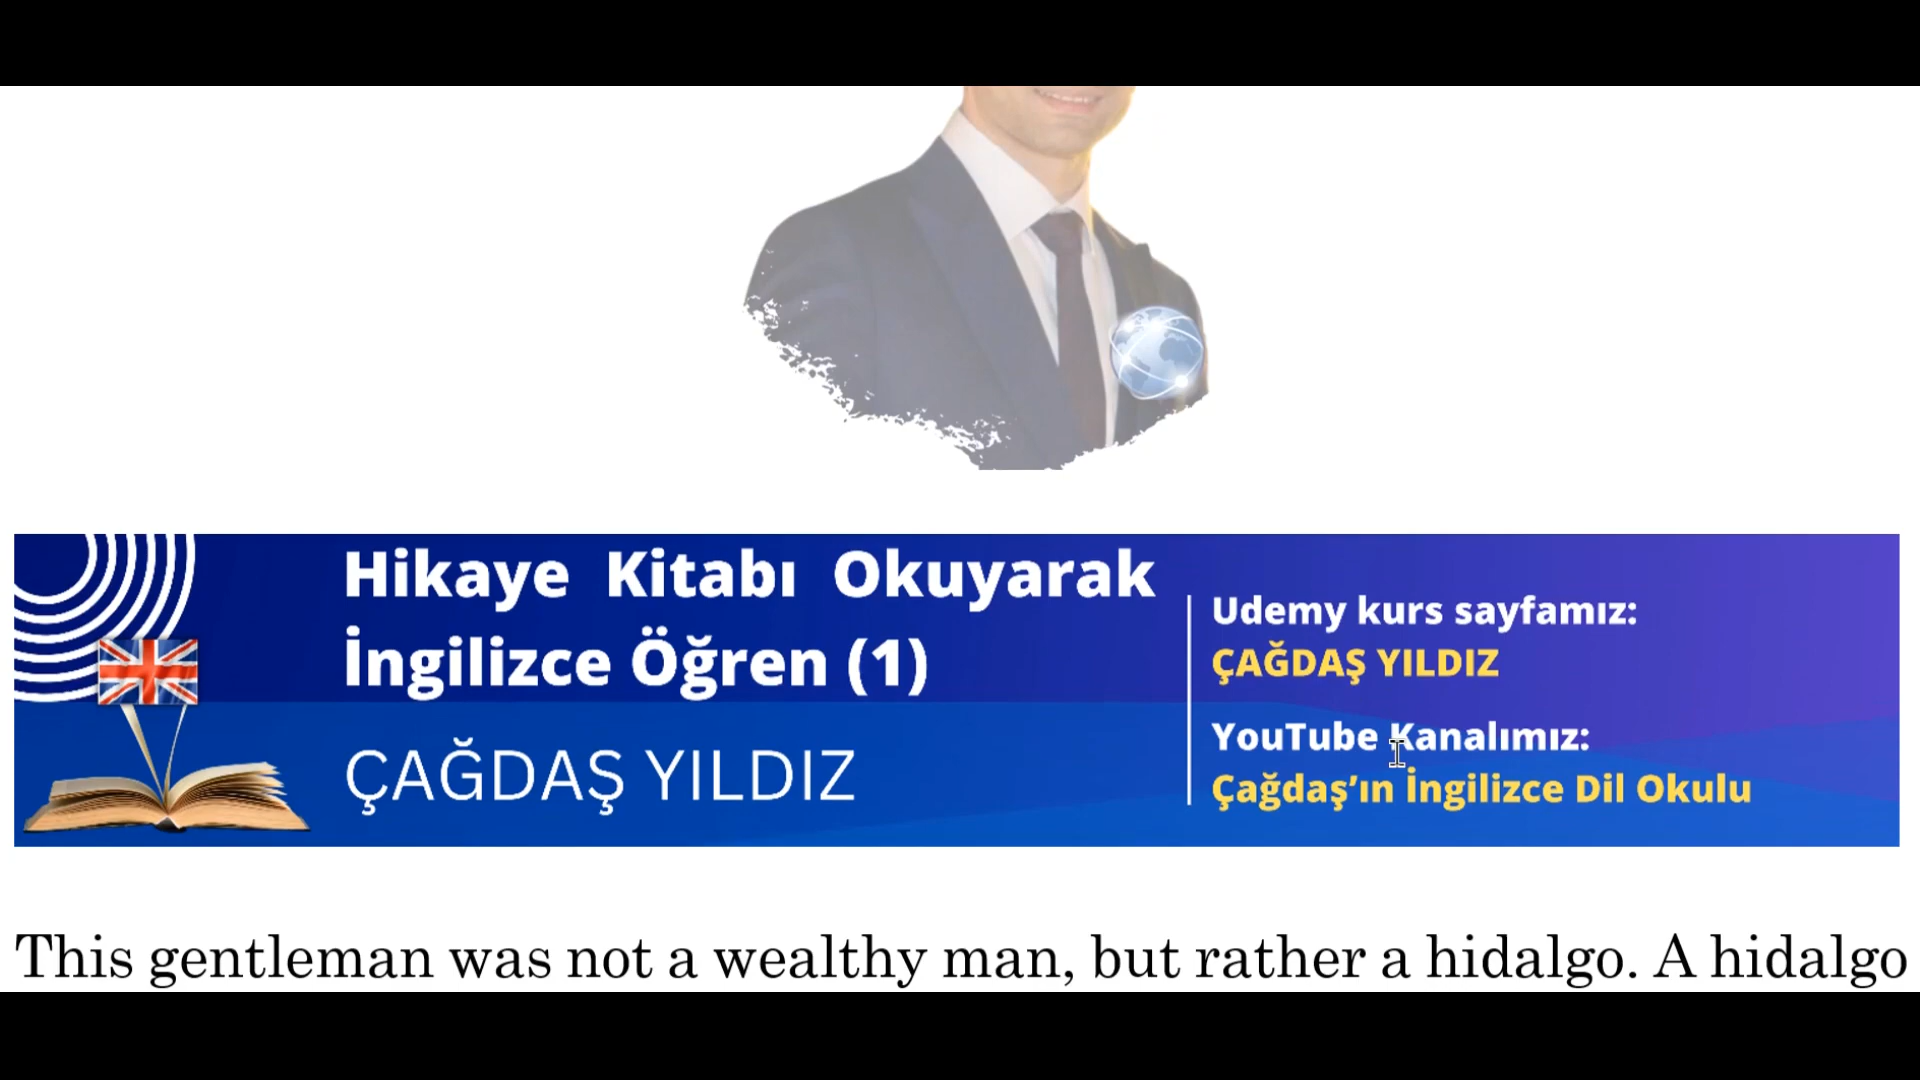 Hikaye Kitabı Okuyarak
İngilizce Öğren (1)
ÇAĞDAŞ YILDIZ
Udemy kurs sayfamız:
ÇAĞDAŞ YILDIZ
YouTube Kanalımız:
Çağdaş’ın İngilizce Dil Okulu
This gentleman was not a wealthy man, but rather a hidalgo. A hidalgo